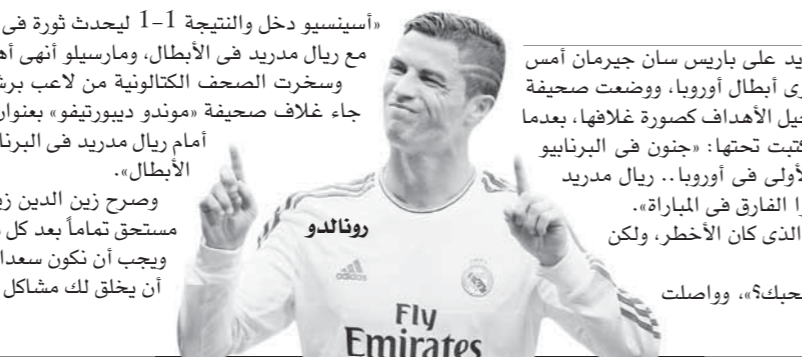 يد على باريس سان جيرمان أمس
ى أبطال أوروبا، ووضعت صحيفة
يل الأهداف كصورة غلافها، بعدما
كتبت تحتها: «جنون فى البرنابيو
لأولى فى أوروبا.. ريال مدريد
ا الفارق فى المباراة».
الذى كان الأخطر، ولكن
حبك؟»، وواصلت
«أسينسيو دخل والنتيجة 1-1 ليحدث ثورة فى
مع ريال مدريد فى الأبطال، ومارسيلو أنهى أه
وسخرت الصحف الكتالونية من لاعب برش
جاء غلاف صحيفة «موندو ديبورتيفو» بعنوان
أمام ريال مدريد فى البرنا
الأبطال».
وصرح زين الدين زي
مستحق تماماً بعد كل
ويجب أن نكون سعدا
أن يخلق لك مشاكل
رونالدو
adidas
Fly
Emirates